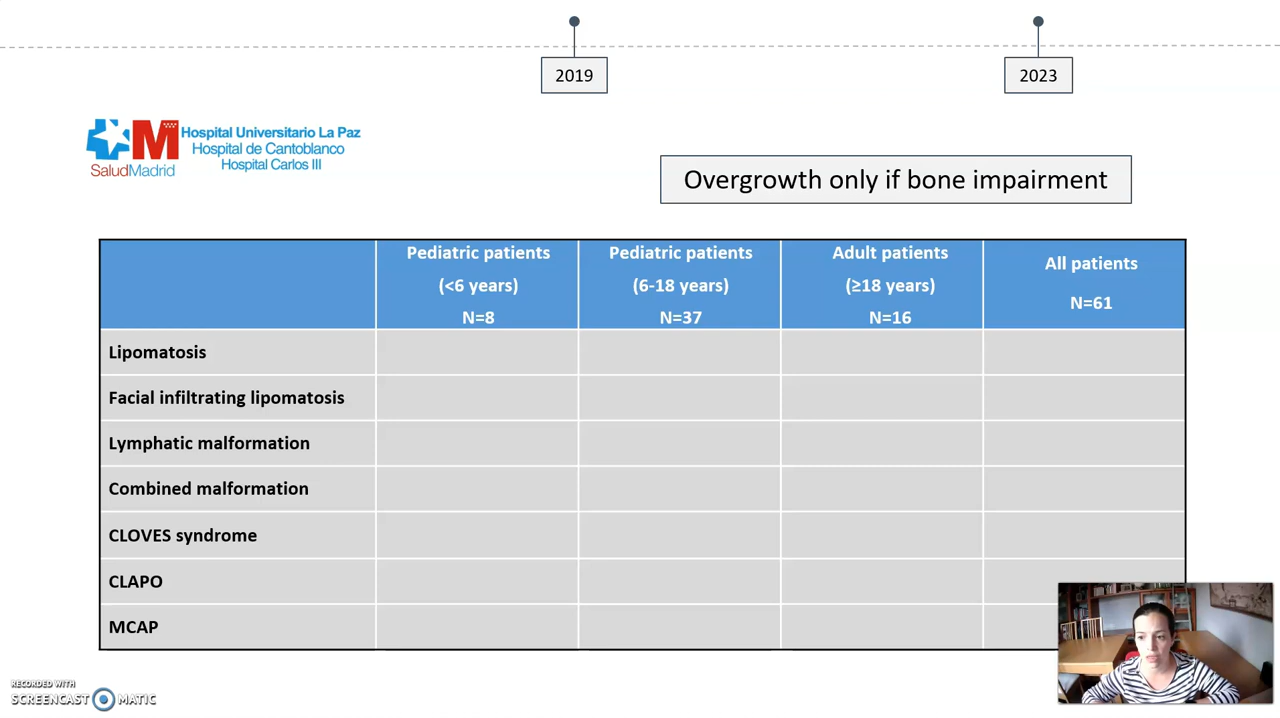 2019
2023
Hospital Universitario La Paz
Hospital de Cantoblanco
Hospital Carlos III
M
SaludMadrid
Overgrowth only if bone impairment
Pediatric patients
(<6 years)
N=8
Pediatric patients
(6-18 years)
N=37
Adult patients
(≥18 years)
N=16
All patients
N=61
Lipomatosis
Facial infiltrating lipomatosis
Lymphatic malformation
Combined malformation
CLOVES syndrome
CLAPO
MCAP
RECORDED WITH
SCREENCAST MATIC